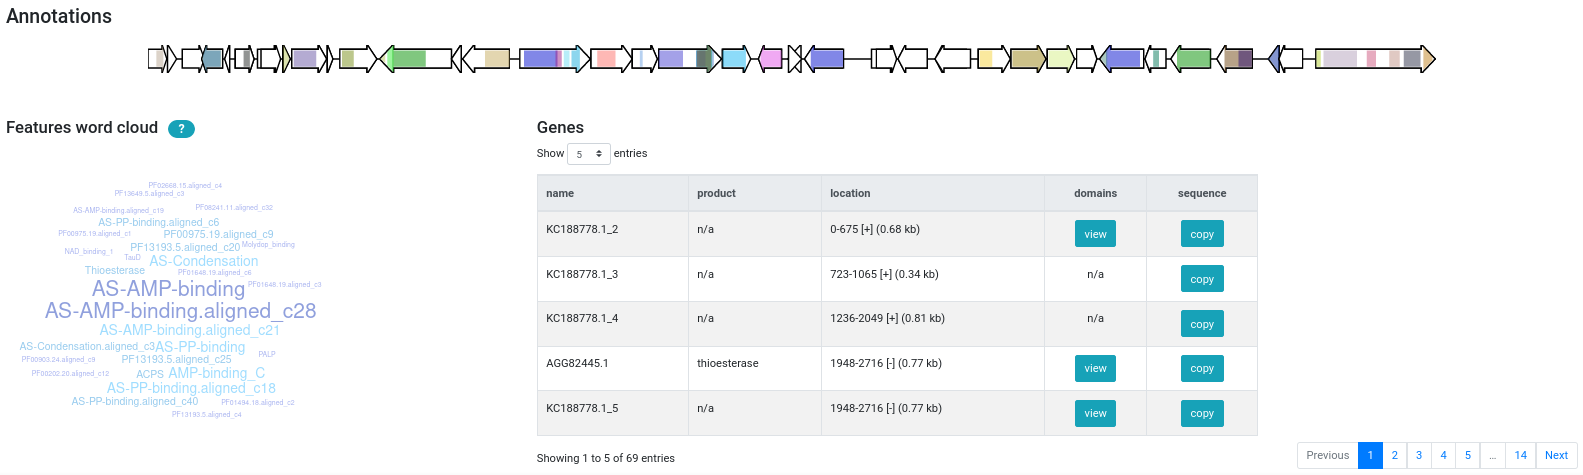 Annotations
Features word cloud ?
PF02668.15.aligned_c4
PF13649.5.aligned_c3
AS-AMP-binding.aligned_c19
PF08241.11.aligned_c32
AS-PP-binding.aligned_c6
PF00975.19.aligned_c1
PF00975.19.aligned_c9
PF13193.5.aligned_c20
Molydop_binding
NAD_binding_1
TauD
AS-Condensation
Thioesterase
PF01648.19.aligned_c6
AS-AMP-binding
PF01648.19.aligned_c3
AS-AMP-binding.aligned_c28
AS-AMP-binding.aligned_c21
AS-Condensation.aligned_c3
AS-PP-binding
PALP
PF00903.24.aligned_c8
PF13193.5.aligned_c25
PF00202.20.aligned_c12
ACPS
AMP-binding_C
AS-PP-binding.aligned_c18
AS-PP-binding.aligned_c40
PF01494.18.aligned_c2
PF13193.5.aligned_c4
Genes
Show 5 entries
name product location domains sequence
KC188778.1_2 n/a 0-675 [+] (0.68 kb) view copy
KC188778.1_3 n/a 723-1065 [+] (0.34 kb) n/a copy
KC188778.1_4 n/a 1236-2049 [+] (0.81 kb) n/a copy
AGG82445.1 thioesterase 1948-2716 [-] (0.77 kb) view copy
KC188778.1_5 n/a 1948-2716 [-] (0.77 kb) view copy
Showing 1 to 5 of 69 entries
Previous 1 2 3 4 5 ... 14 Next